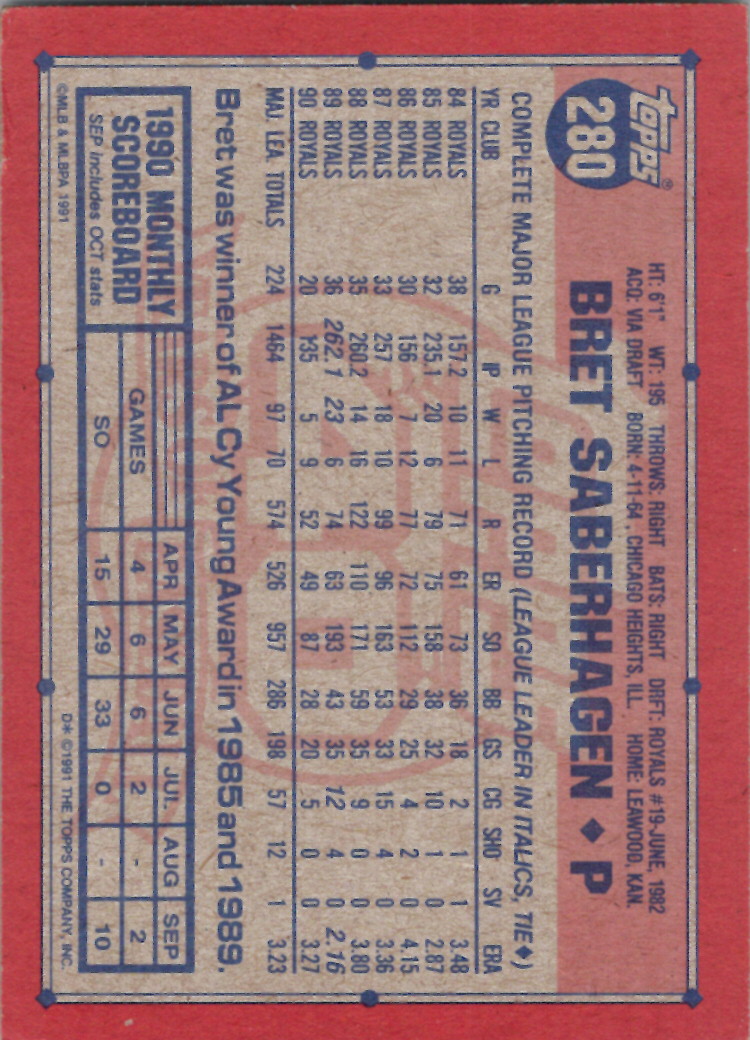 topps®
280
HT: 6'1" WT: 195 THROWS: RIGHT BATS: RIGHT DRFT: ROYALS #19-JUNE, 1982
ACQ: VIA DRAFT BORN: 4-11-64, CHICAGO HEIGHTS, ILL. HOME: LEAWOOD, KAN.
BRET SABERHAGEN ♦ P
COMPLETE MAJOR LEAGUE PITCHING RECORD (LEAGUE LEADER IN ITALICS, TIE♦)
YR CLUB G IP W L R ER SO BB GS CG SHO SV ERA
84 ROYALS 38 157.2 10 11 71 61 73 36 18 2 1 1 3.48
85 ROYALS 32 235.1 20 6 79 75 158 38 32 10 1 0 2.87
86 ROYALS 30 156 7 12 77 72 112 29 25 4 2 0 4.15
87 ROYALS 33 257 18 10 99 96 163 53 33 15 4 0 3.36
88 ROYALS 35 260.2 14 16 122 110 171 59 35 9 0 0 3.80
89 ROYALS 36 262.1 23 6 74 63 193 43 35 12 4 0 2.16
90 ROYALS 20 135 5 9 52 49 87 28 20 5 0 0 3.27
MAJ. LEA. TOTALS 224 1464 97 70 574 526 957 286 198 57 12 1 3.23
Bret was winner of AL Cy Young Award in 1985 and 1989.
1990 MONTHLY SCOREBOARD
SEP includes OCT stats
APR MAY JUN JUL AUG SEP
GAMES 4 6 6 2 - 2
SO 15 29 33 0 - 10
©MLB & MLBPA 1991
D* ©1991 THE TOPPS COMPANY, INC.